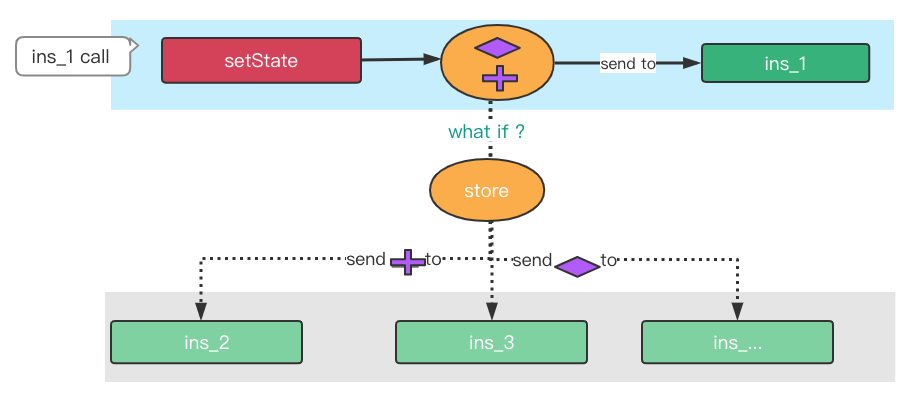 ins_1 call
setState
send to
ins_1
what if ?
store
send to
send to
ins_2
ins_3
ins_...